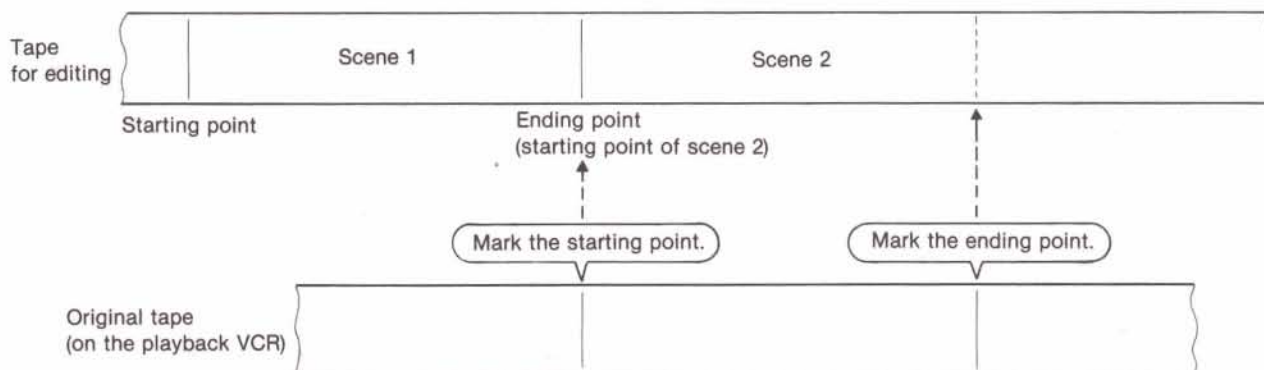 Tape
for editing
Scene 1
Scene 2
Starting point
Ending point
(starting point of scene 2)
Mark the starting point.
Mark the ending point.
Original tape
(on the playback VCR)